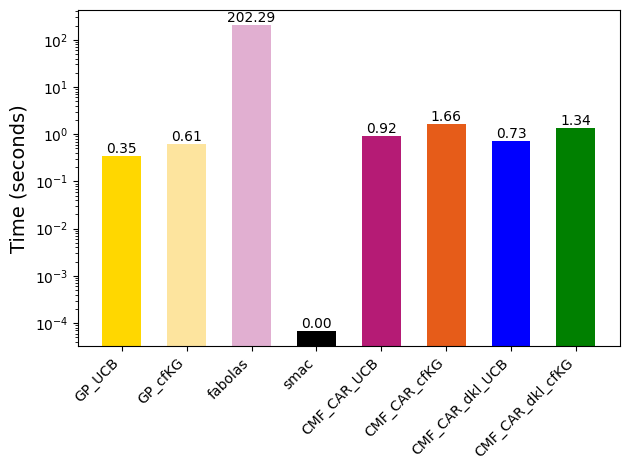 Time (seconds)
10²
10¹
10⁰
10⁻¹
10⁻²
10⁻³
10⁻⁴
0.35
0.61
202.29
0.00
0.92
1.66
0.73
1.34
GP_UCB
GP_cfKG
fabolas
smac
CMF_CAR_UCB
CMF_CAR_cfKG
CMF_CAR_dkl_UCB
CMF_CAR_dkl_cfKG